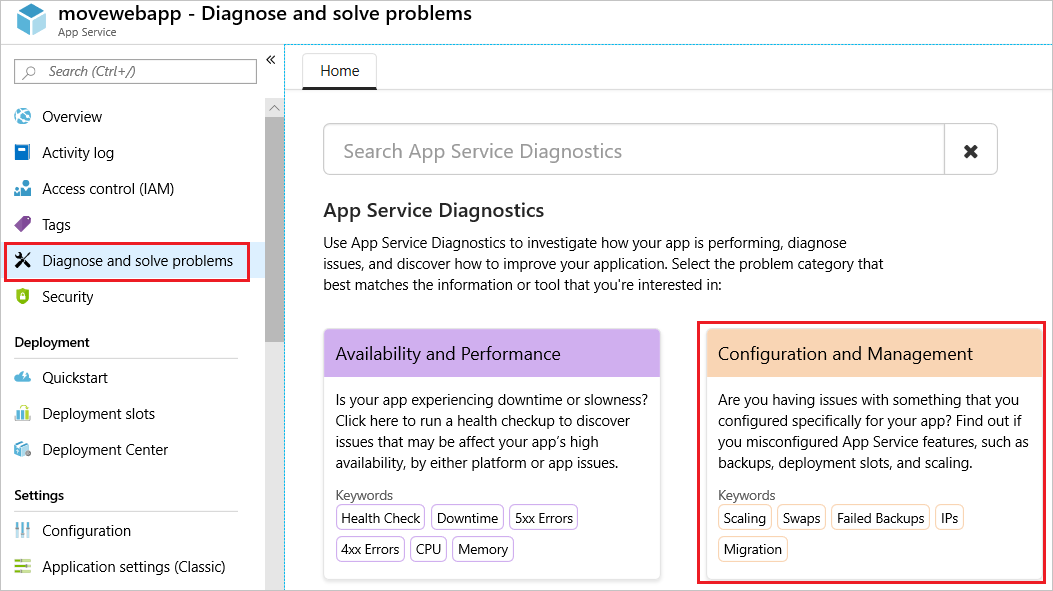 movewebapp - Diagnose and solve problems
App Service
Search (Ctrl+/)
«
Overview
Activity log
Access control (IAM)
Tags
Diagnose and solve problems
Security
Deployment
Quickstart
Deployment slots
Deployment Center
Settings
Configuration
Application settings (Classic)
Home
Search App Service Diagnostics
App Service Diagnostics
Use App Service Diagnostics to investigate how your app is performing, diagnose
issues, and discover how to improve your application. Select the problem category that
best matches the information or tool that you're interested in:
Availability and Performance
Is your app experiencing downtime or slowness?
Click here to run a health checkup to discover
issues that may be affect your app’s high
availability, by either platform or app issues.
Keywords
Health Check Downtime 5xx Errors
4xx Errors CPU Memory
Configuration and Management
Are you having issues with something that you
configured specifically for your app? Find out if
you misconfigured App Service features, such as
backups, deployment slots, and scaling.
Keywords
Scaling Swaps Failed Backups IPs
Migration